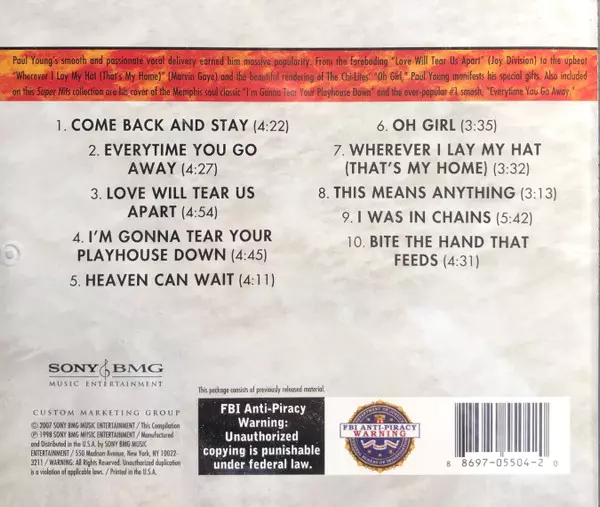 Paul Young's smooth and passionate vocal delivery earned him massive popularity. From the foreboding "Love Will Tear Us Apart" (Joy Division) to the upbeat
"Wherever I Lay My Hat (That's My Home)" (Marvin Gaye) and the beautiful rendering of The Chi-Lites' "Oh Girl," Paul Young manifests his special gifts. Also included
on this Super Hits collection are his cover of the Memphis soul classic "I'm Gonna Tear Your Playhouse Down" and the ever-popular #1 smash, "Everytime You Go Away."
1. COME BACK AND STAY (4:22)
2. EVERYTIME YOU GO
AWAY (4:27)
3. LOVE WILL TEAR US
APART (4:54)
4. I'M GONNA TEAR YOUR
PLAYHOUSE DOWN (4:45)
5. HEAVEN CAN WAIT (4:11)
6. OH GIRL (3:35)
7. WHEREVER I LAY MY HAT
(THAT'S MY HOME) (3:32)
8. THIS MEANS ANYTHING (3:13)
9. I WAS IN CHAINS (5:42)
10. BITE THE HAND THAT
FEEDS (4:31)
SONY BMG
MUSIC ENTERTAINMENT
CUSTOM MARKETING GROUP
© 2007 SONY BMG MUSIC ENTERTAINMENT / This Compilation
℗ 1998 SONY BMG MUSIC ENTERTAINMENT / Manufactured
and Distributed in the U.S.A. by SONY BMG MUSIC
ENTERTAINMENT / 550 Madison Avenue, New York, NY 10022-
3211 / WARNING: All Rights Reserved. Unauthorized duplication
is a violation of applicable laws. / Printed in the U.S.A.
This package consists of previously released material.
FBI Anti-Piracy
Warning:
Unauthorized
copying is punishable
under federal law.
FBI ANTI-PIRACY
WARNING
8 86970-5504-2 0